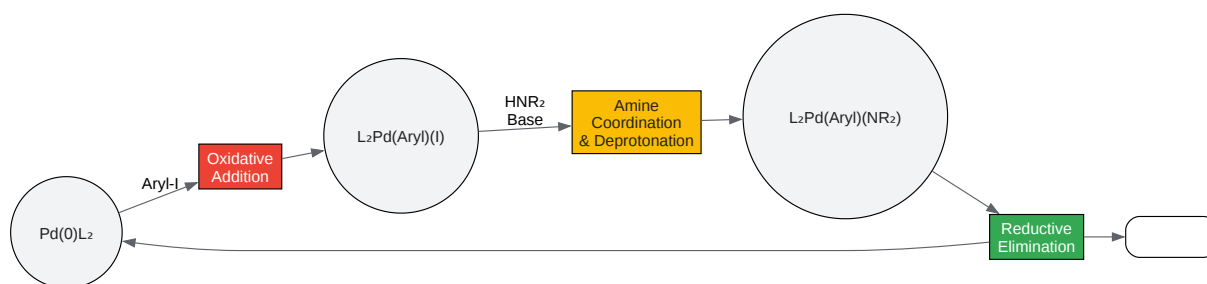 Pd(0)L₂
Aryl-I
Oxidative
Addition
L₂Pd(Aryl)(I)
HNR₂
Base
Amine
Coordination
& Deprotonation
L₂Pd(Aryl)(NR₂)
Reductive
Elimination